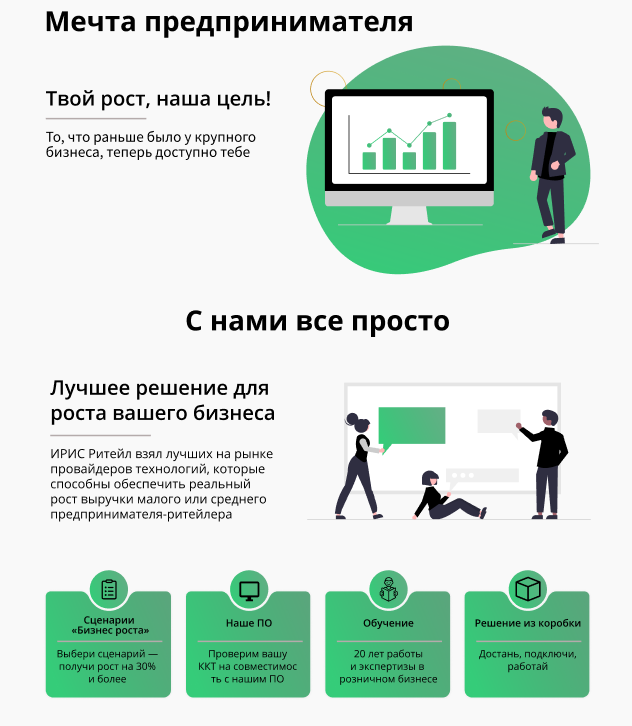 Мечта предпринимателя
Твой рост, наша цель!
То, что раньше было у крупного
бизнеса, теперь доступно тебе
С нами все просто
Лучшее решение для
роста вашего бизнеса
ИРИС Ритейл взял лучших на рынке
провайдеров технологий, которые
способны обеспечить реальный
рост выручки малого или среднего
предпринимателя-ритейлера
Сценарии
«Бизнес роста»
Выбери сценарий —
получи рост на 30%
и более
Наше ПО
Проверим вашу
ККТ на совместимос
ть с нашим ПО
Обучение
20 лет работы
и экспертизы в
розничном бизнесе
Решение из коробки
Достань, подключи,
работай